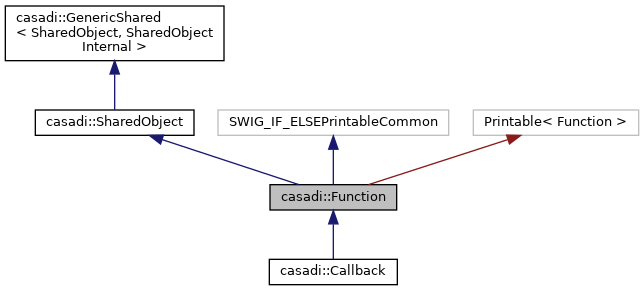 casadi::GenericShared
< SharedObject, SharedObject
Internal >
casadi::SharedObject
SWIG_IF_ELSEPrintableCommon
Printable< Function >
casadi::Function
casadi::Callback